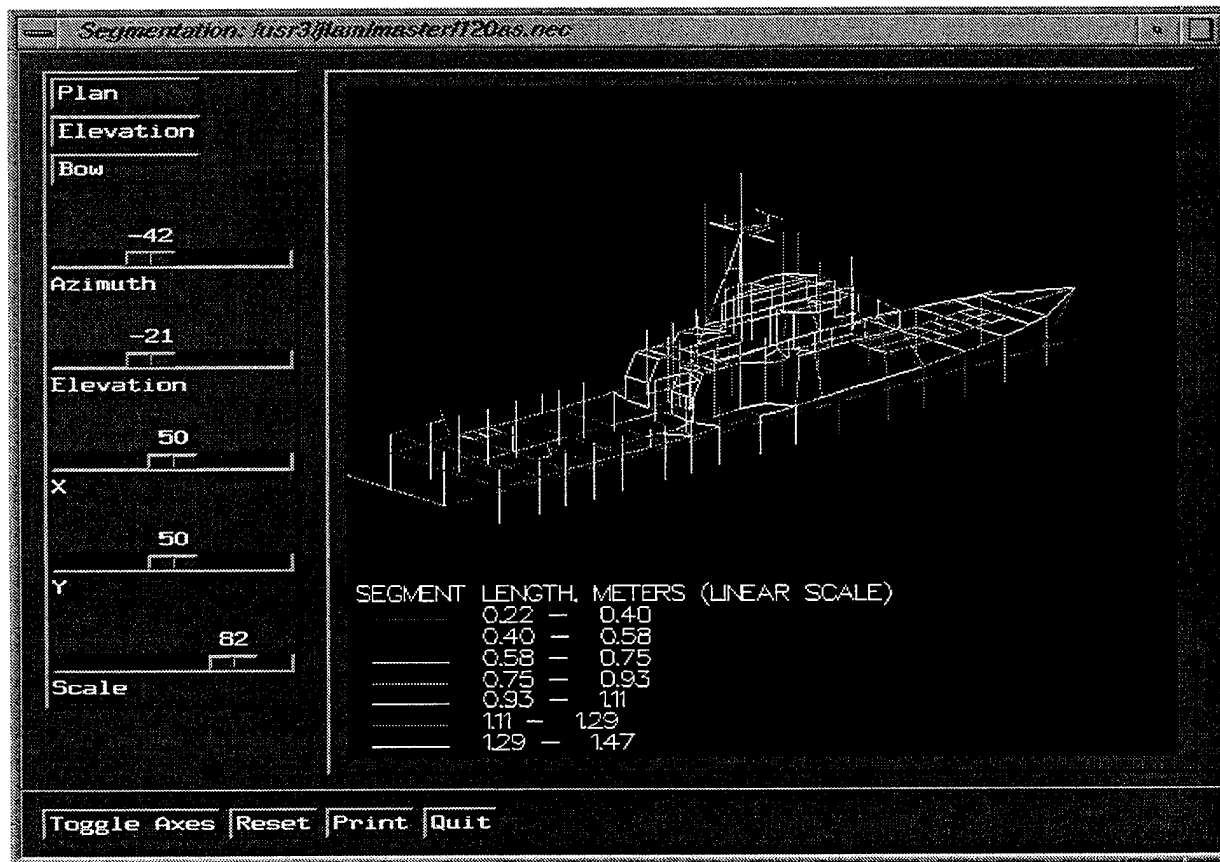 Segmentation: /usr3/jlam/master/f120as.nec
Plan
Elevation
Bow
-42
Azimuth
-21
Elevation
50
X
50
Y
82
Scale
SEGMENT LENGTH, METERS (LINEAR SCALE)
0.22 - 0.40
0.40 - 0.58
0.58 - 0.75
0.75 - 0.93
0.93 - 1.11
1.11 - 1.29
1.29 - 1.47
Toggle Axes Reset Print Quit